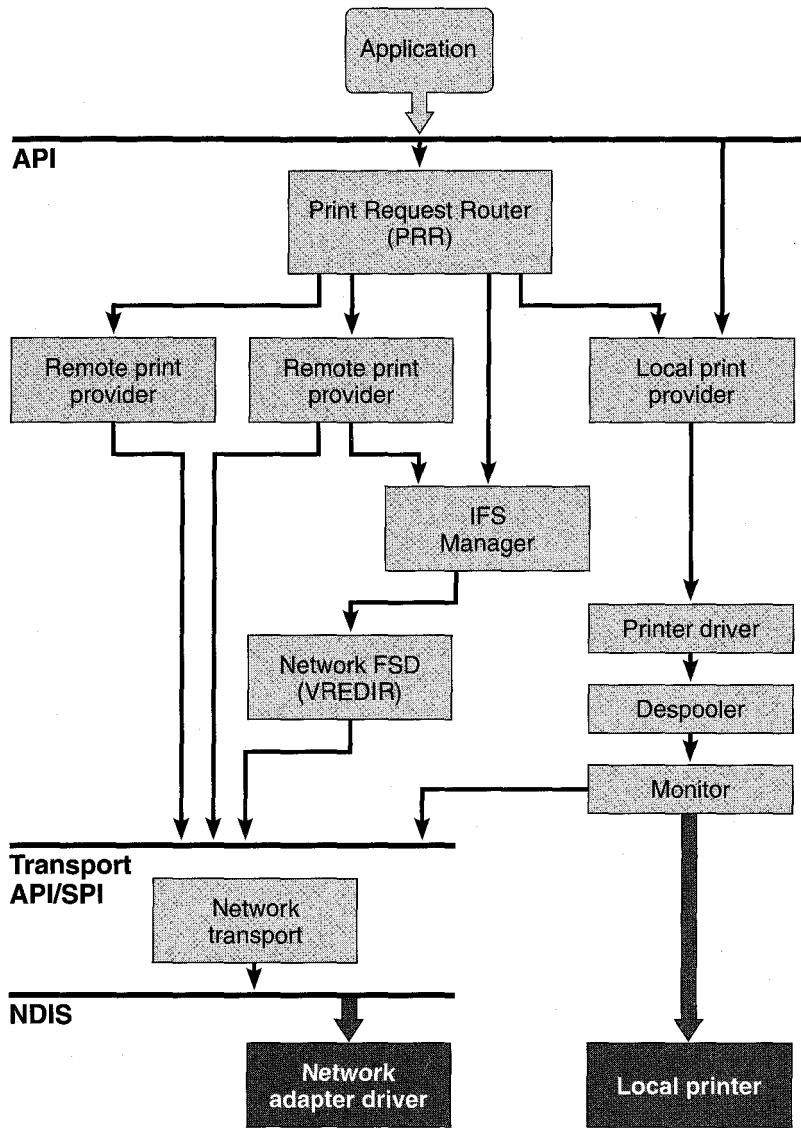 Application
API
Print Request Router
(PRR)
Remote print
provider
Remote print
provider
Local print
provider
IFS
Manager
Printer driver
Network FSD
(VREDIR)
Despooler
Monitor
Transport
API/SPI
Network
transport
NDIS
Network
adapter driver
Local printer